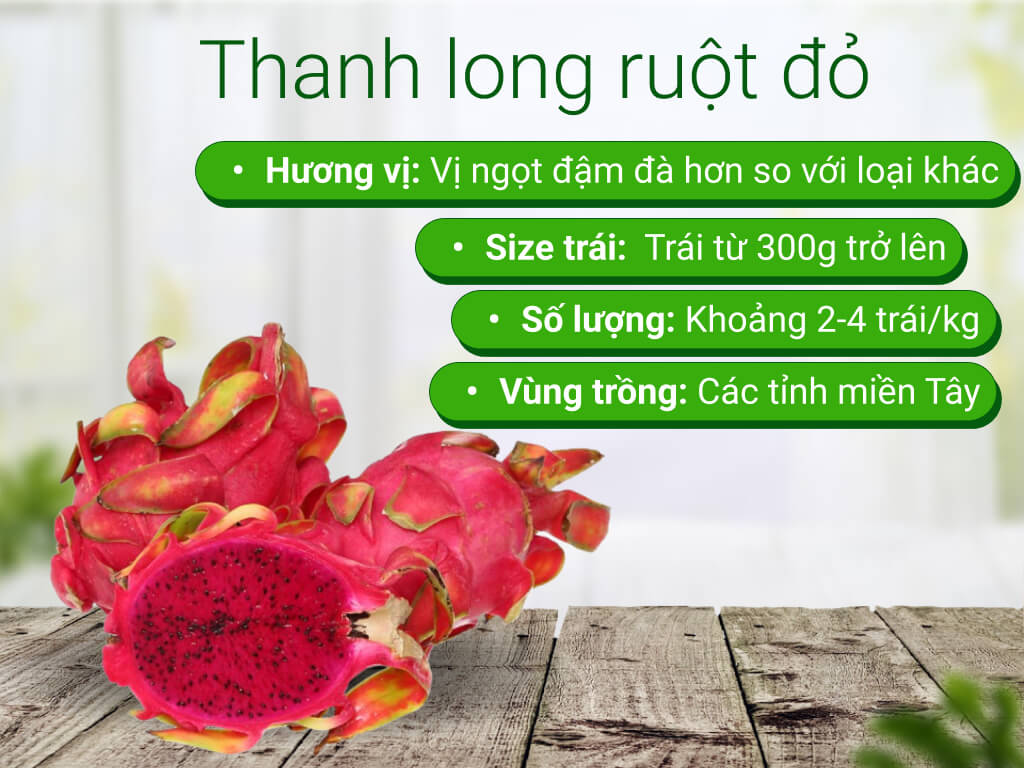 Thanh long ruột đỏ
• Hương vị: Vị ngọt đậm đà hơn so với loại khác
• Size trái: Trái từ 300g trở lên
• Số lượng: Khoảng 2-4 trái/kg
• Vùng trồng: Các tỉnh miền Tây